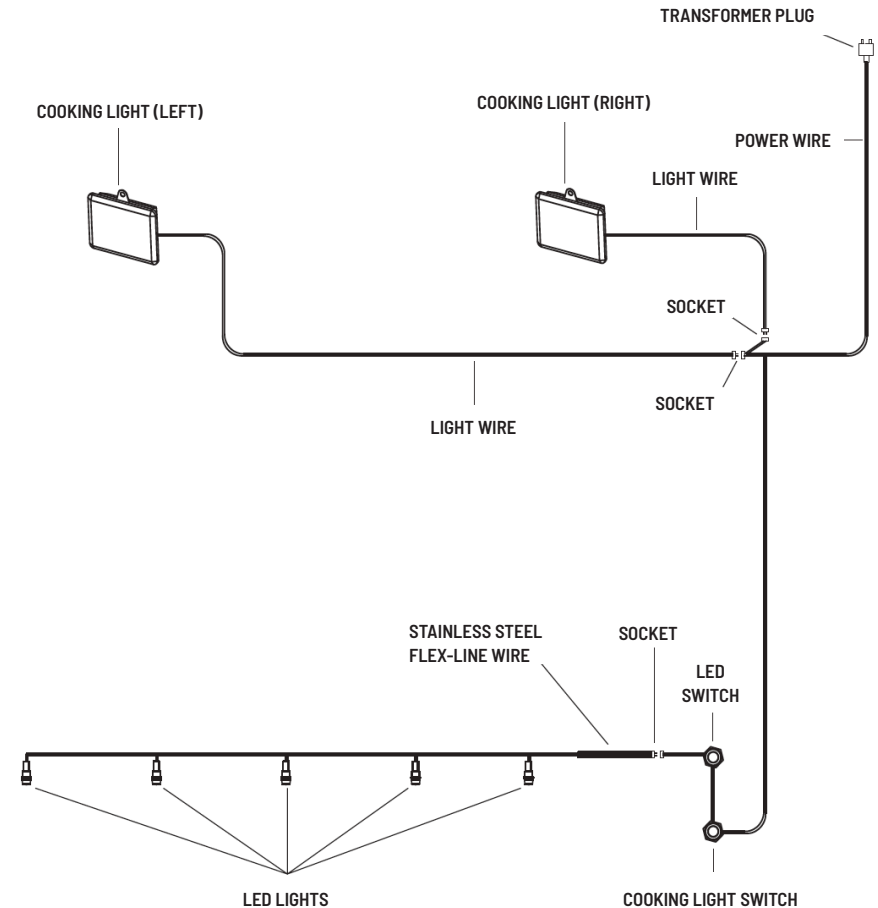 TRANSFORMER PLUG
COOKING LIGHT (LEFT)
COOKING LIGHT (RIGHT)
POWER WIRE
LIGHT WIRE
SOCKET
SOCKET
LIGHT WIRE
STAINLESS STEEL
FLEX-LINE WIRE
SOCKET
LED
SWITCH
LED LIGHTS
COOKING LIGHT SWITCH